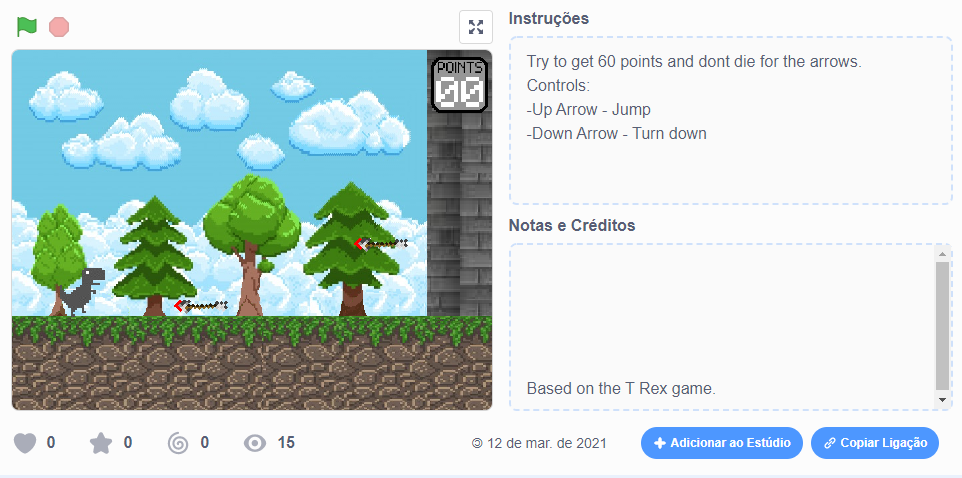 Instruções
POINTS
00
Try to get 60 points and dont die for the arrows.
Controls:
-Up Arrow - Jump
-Down Arrow - Turn down
Notas e Créditos
Based on the T Rex game.
0
0
0
15
12 de mar. de 2021
Adicionar ao Estúdio
Copiar Ligação